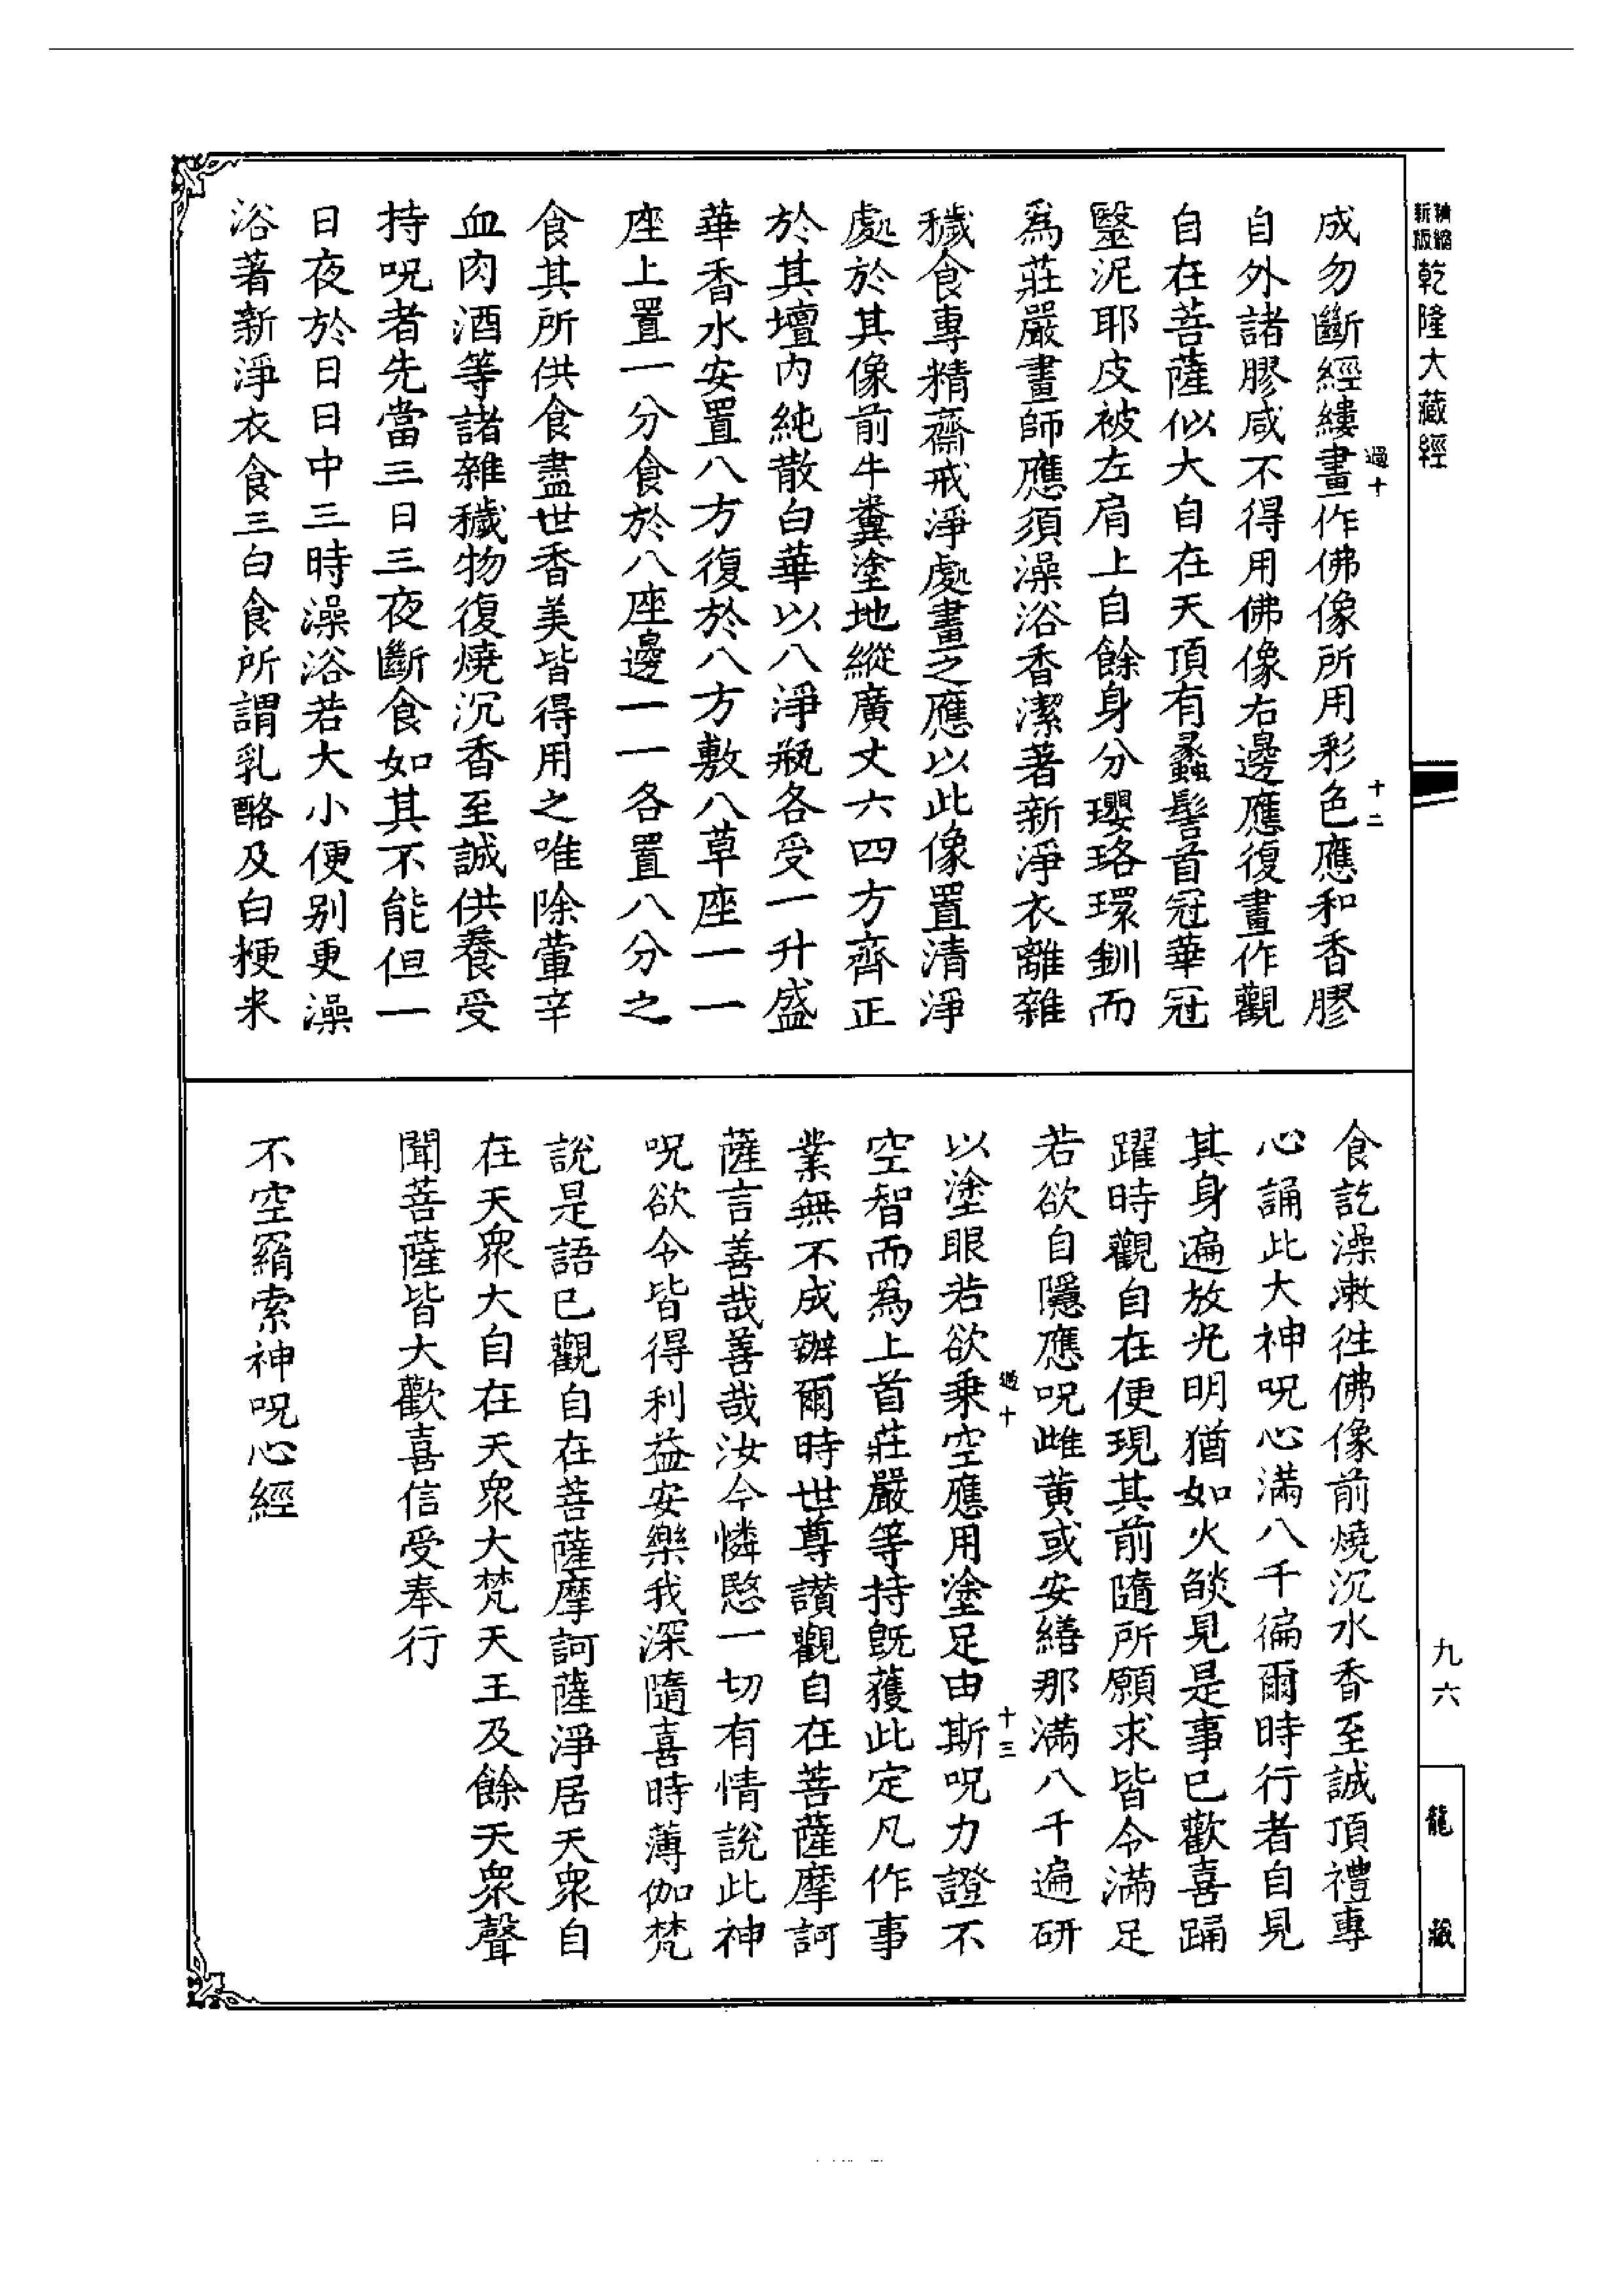 精縮新版乾隆大藏經
成勿斷經縷畫作佛像所用彩色應和香膠
自外諸膠咸不得用佛像右邊應復畫作觀
自在菩薩似大自在天頂有螽髻首冠華冠
瑿泥耶皮被左肩上自餘身分瓔珞環釧而
爲莊嚴畫師應須澡浴香潔著新淨衣離雜
穢食專精齋戒淨處畫之應以此像置清淨
處於其像前牛糞塗地縱廣丈六四方齊正
於其壇内純散白華以八淨瓶各受一升盛
華香水安置八方復於八方敷八草座一一
座上置一分食於八座邊一一各置八分之
食其所供食盡世香美皆得用之唯除葷辛
血肉酒等諸雜穢物復燒沉香至誠供養受
持呪者先當三日三夜斷食如其不能但一
日夜於日日中三時澡浴若大小便别更澡
浴著新淨衣食三白食所謂乳酪及白粳米
過十
十二
食訖澡漱往佛像前燒沉水香至誠頂禮專
心誦此大神呪心滿八千徧爾時行者自見
其身遍放光明猶如火燄見是事已歡喜踊
躍時觀自在便現其前隨所願求皆令滿足
若欲自隱應呪雌黄或安繕那滿八千遍研
以塗眼若欲乘空應用塗足由斯呪力證不
空智而爲上首莊嚴等持既獲此定凡作事
業無不成辦爾時世尊讚觀自在菩薩摩訶
薩言善哉善哉汝今憐愍一切有情說此神
呪欲令皆得利益安樂我深隨喜時薄伽梵
說是語已觀自在菩薩摩訶薩淨居天衆自
在天衆大自在天衆大梵天王及餘天衆聲
聞菩薩皆大歡喜信受奉行
不空羂索神呪心經
過十
十三
九六
龍藏